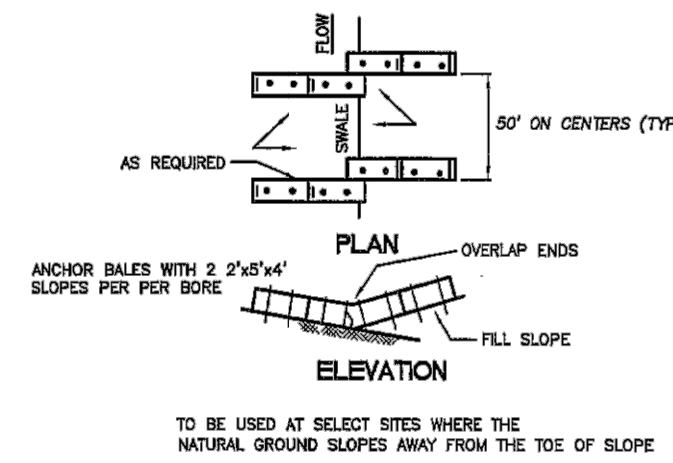 FLOW
SWALE
50' ON CENTERS (TYP
AS REQUIRED
PLAN
OVERLAP ENDS
ANCHOR BALES WITH 2 2'x5'x4'
SLOPES PER PER BORE
FILL SLOPE
ELEVATION
TO BE USED AT SELECT SITES WHERE THE
NATURAL GROUND SLOPES AWAY FROM THE TOE OF SLOPE